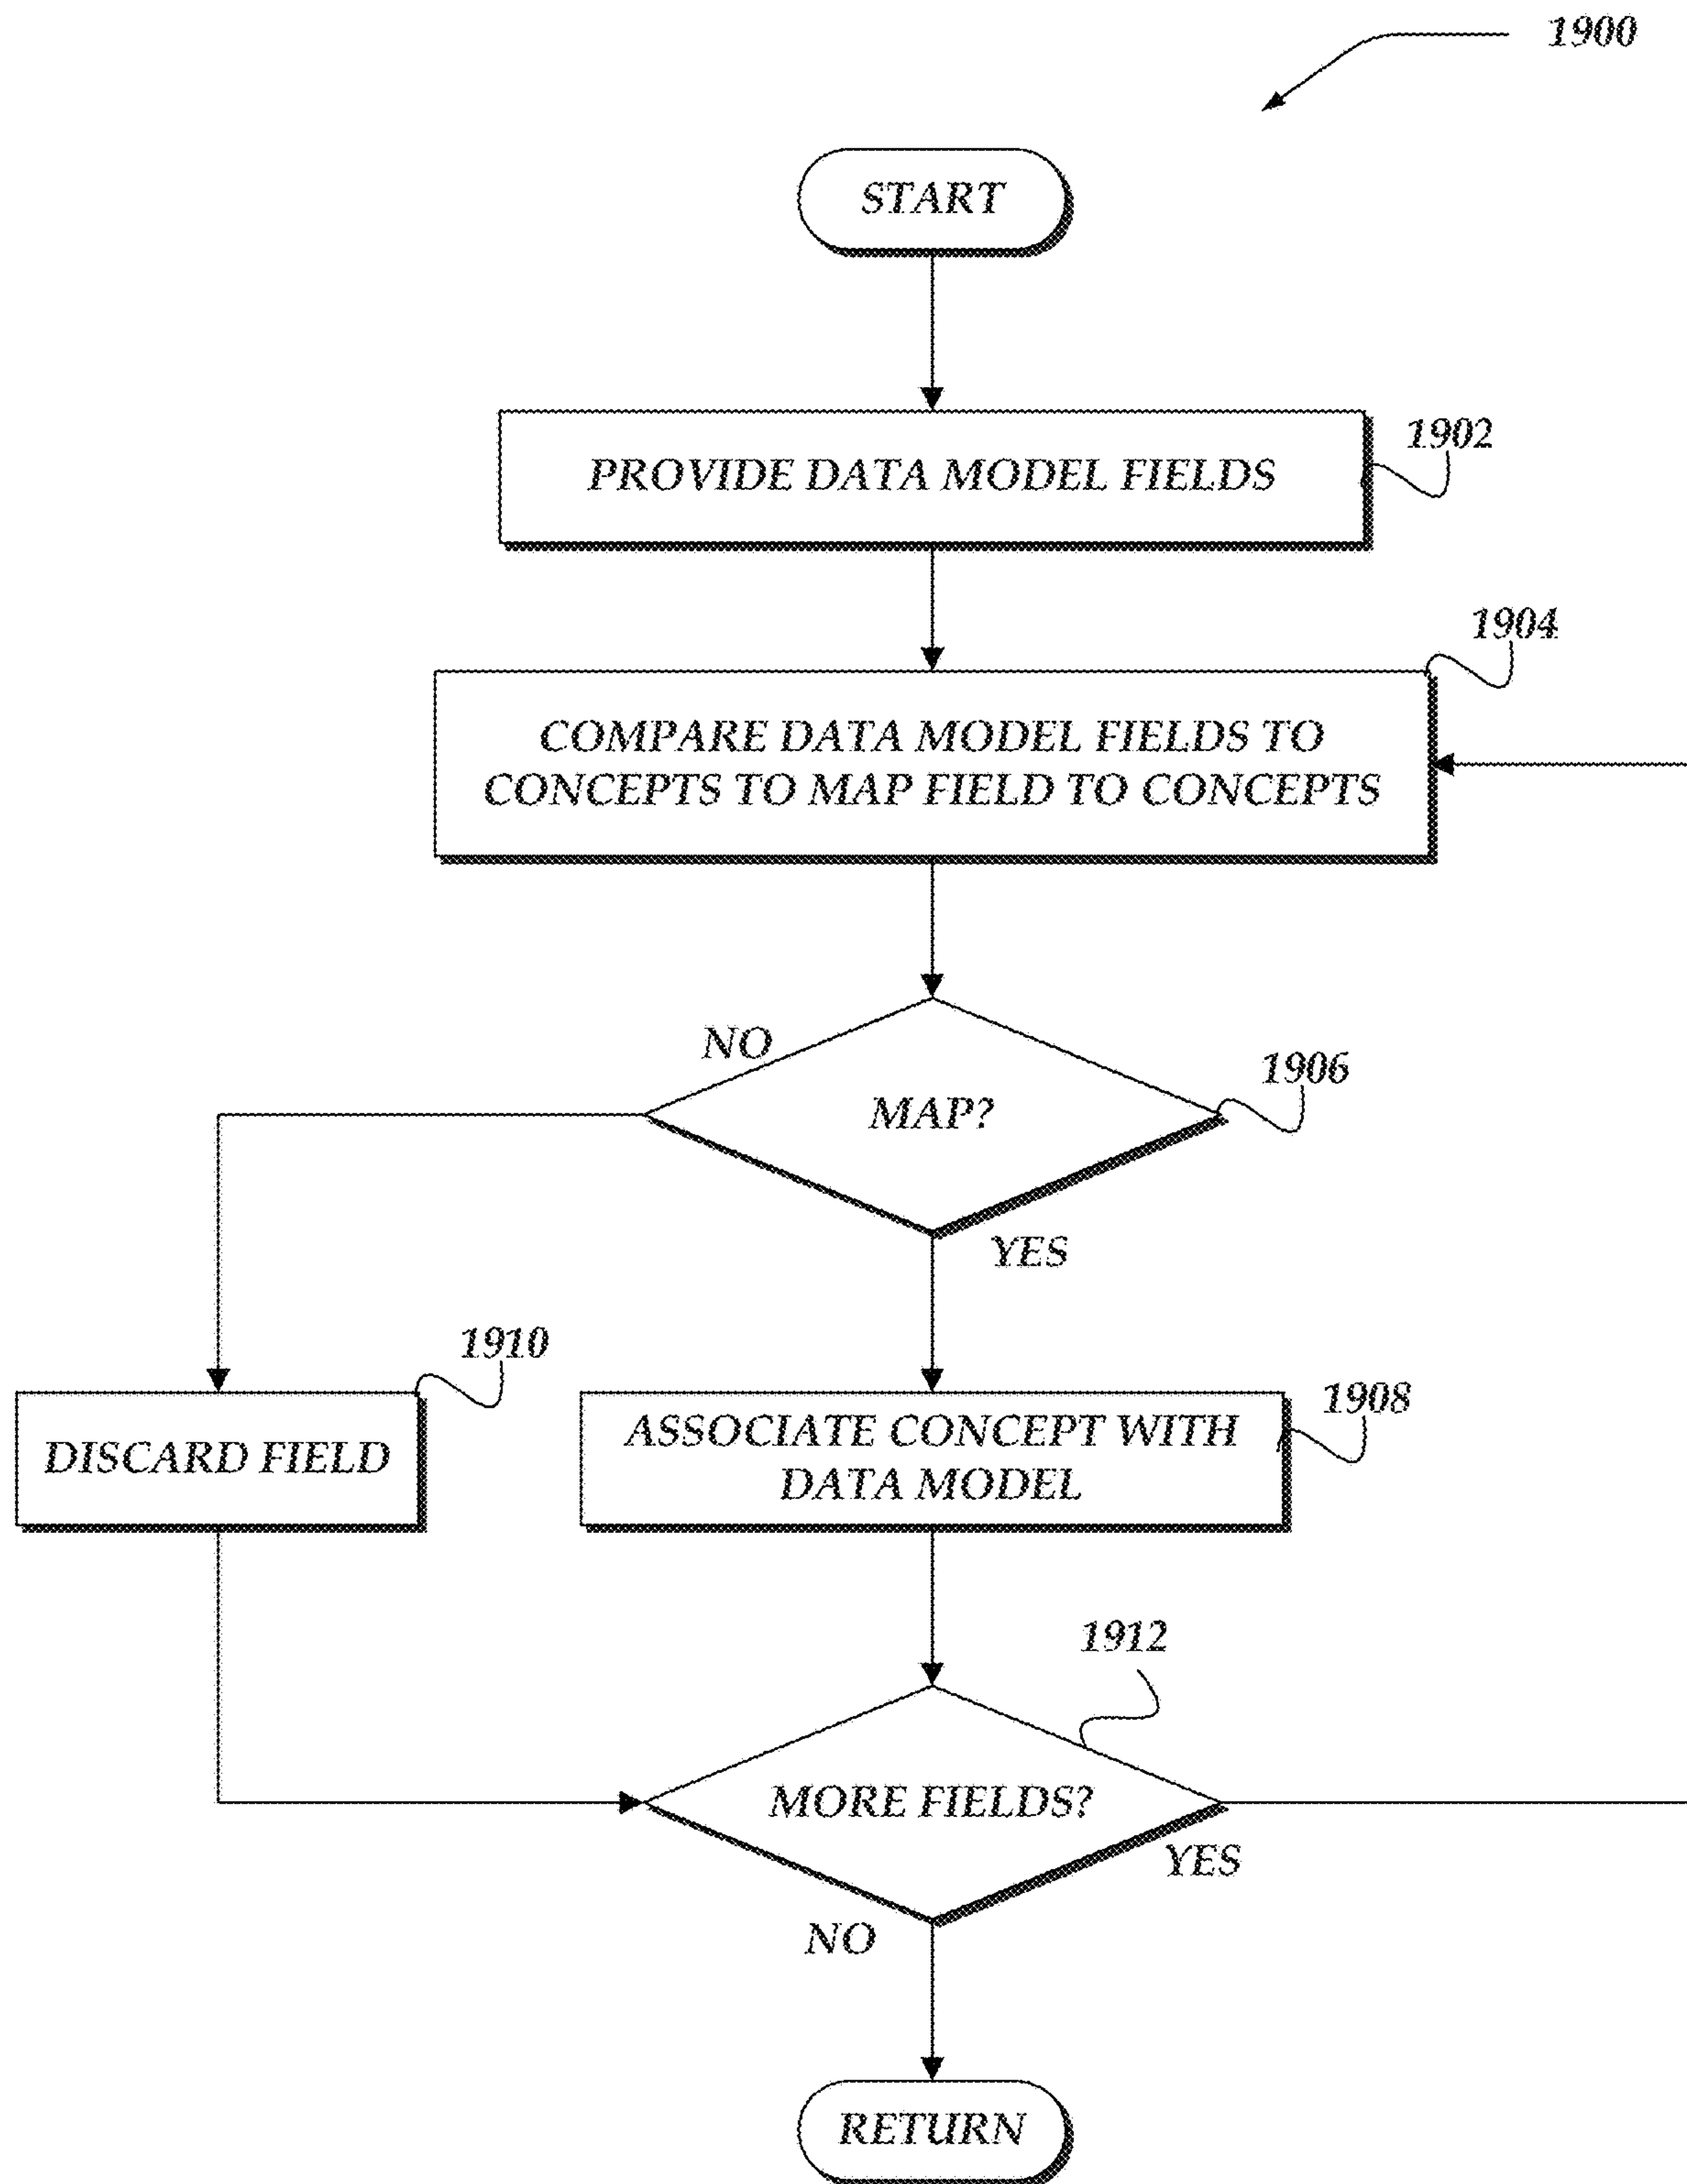 1900
START
1902
PROVIDE DATA MODEL FIELDS
1904
COMPARE DATA MODEL FIELDS TO
CONCEPTS TO MAP FIELD TO CONCEPTS
NO
1906
MAP?
YES
1910
DISCARD FIELD
1908
ASSOCIATE CONCEPT WITH
DATA MODEL
1912
MORE FIELDS?
YES
NO
RETURN